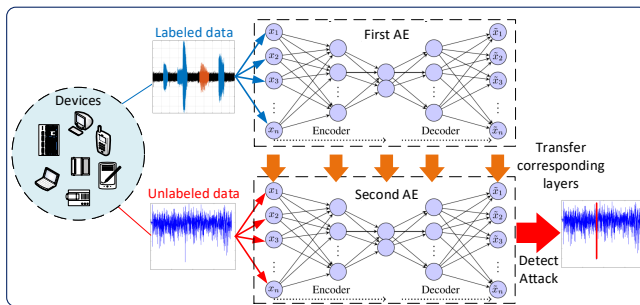 Labeled data
First AE
x₁
x₂
x₃
xₙ
x̂₁
x̂₂
x̂₃
x̂ₙ
Encoder
Decoder
Devices
Transfer
corresponding
layers
Unlabeled data
Second AE
x₁
x₂
x₃
xₙ
x̂₁
x̂₂
x̂₃
x̂ₙ
Encoder
Decoder
Detect
Attack